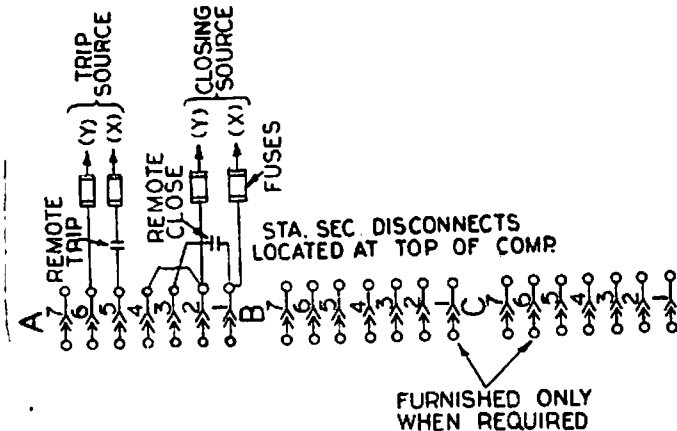 TRIP
SOURCE
(Y)
(X)
REMOTE
TRIP
CLOSING
SOURCE
(Y)
(X)
REMOTE
CLOSE
FUSES
STA. SEC. DISCONNECTS
LOCATED AT TOP OF COMP.
A
7
6
5
4
3
2
1
B
7
6
5
4
3
2
1
C
7
6
5
4
3
2
1
FURNISHED ONLY
WHEN REQUIRED